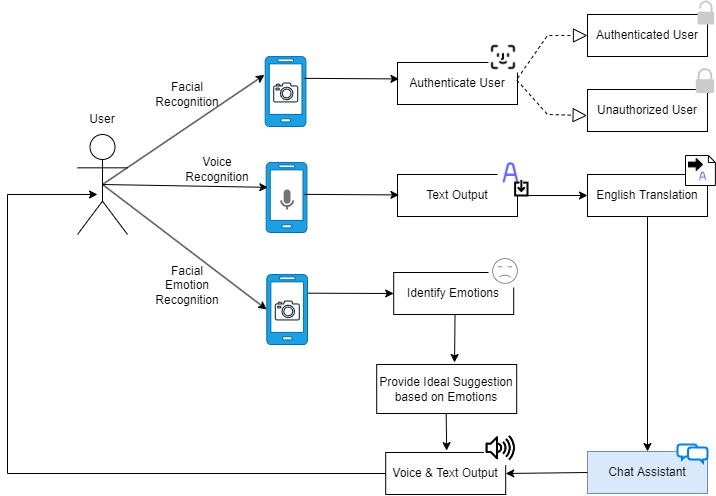 Authenticated User
Facial
Recognition
Authenticate User
Unauthorized User
User
Voice
Recognition
Text Output
A
English Translation
A
Facial
Emotion
Recognition
Identify Emotions
Provide Ideal Suggestion
based on Emotions
Voice & Text Output
Chat Assistant